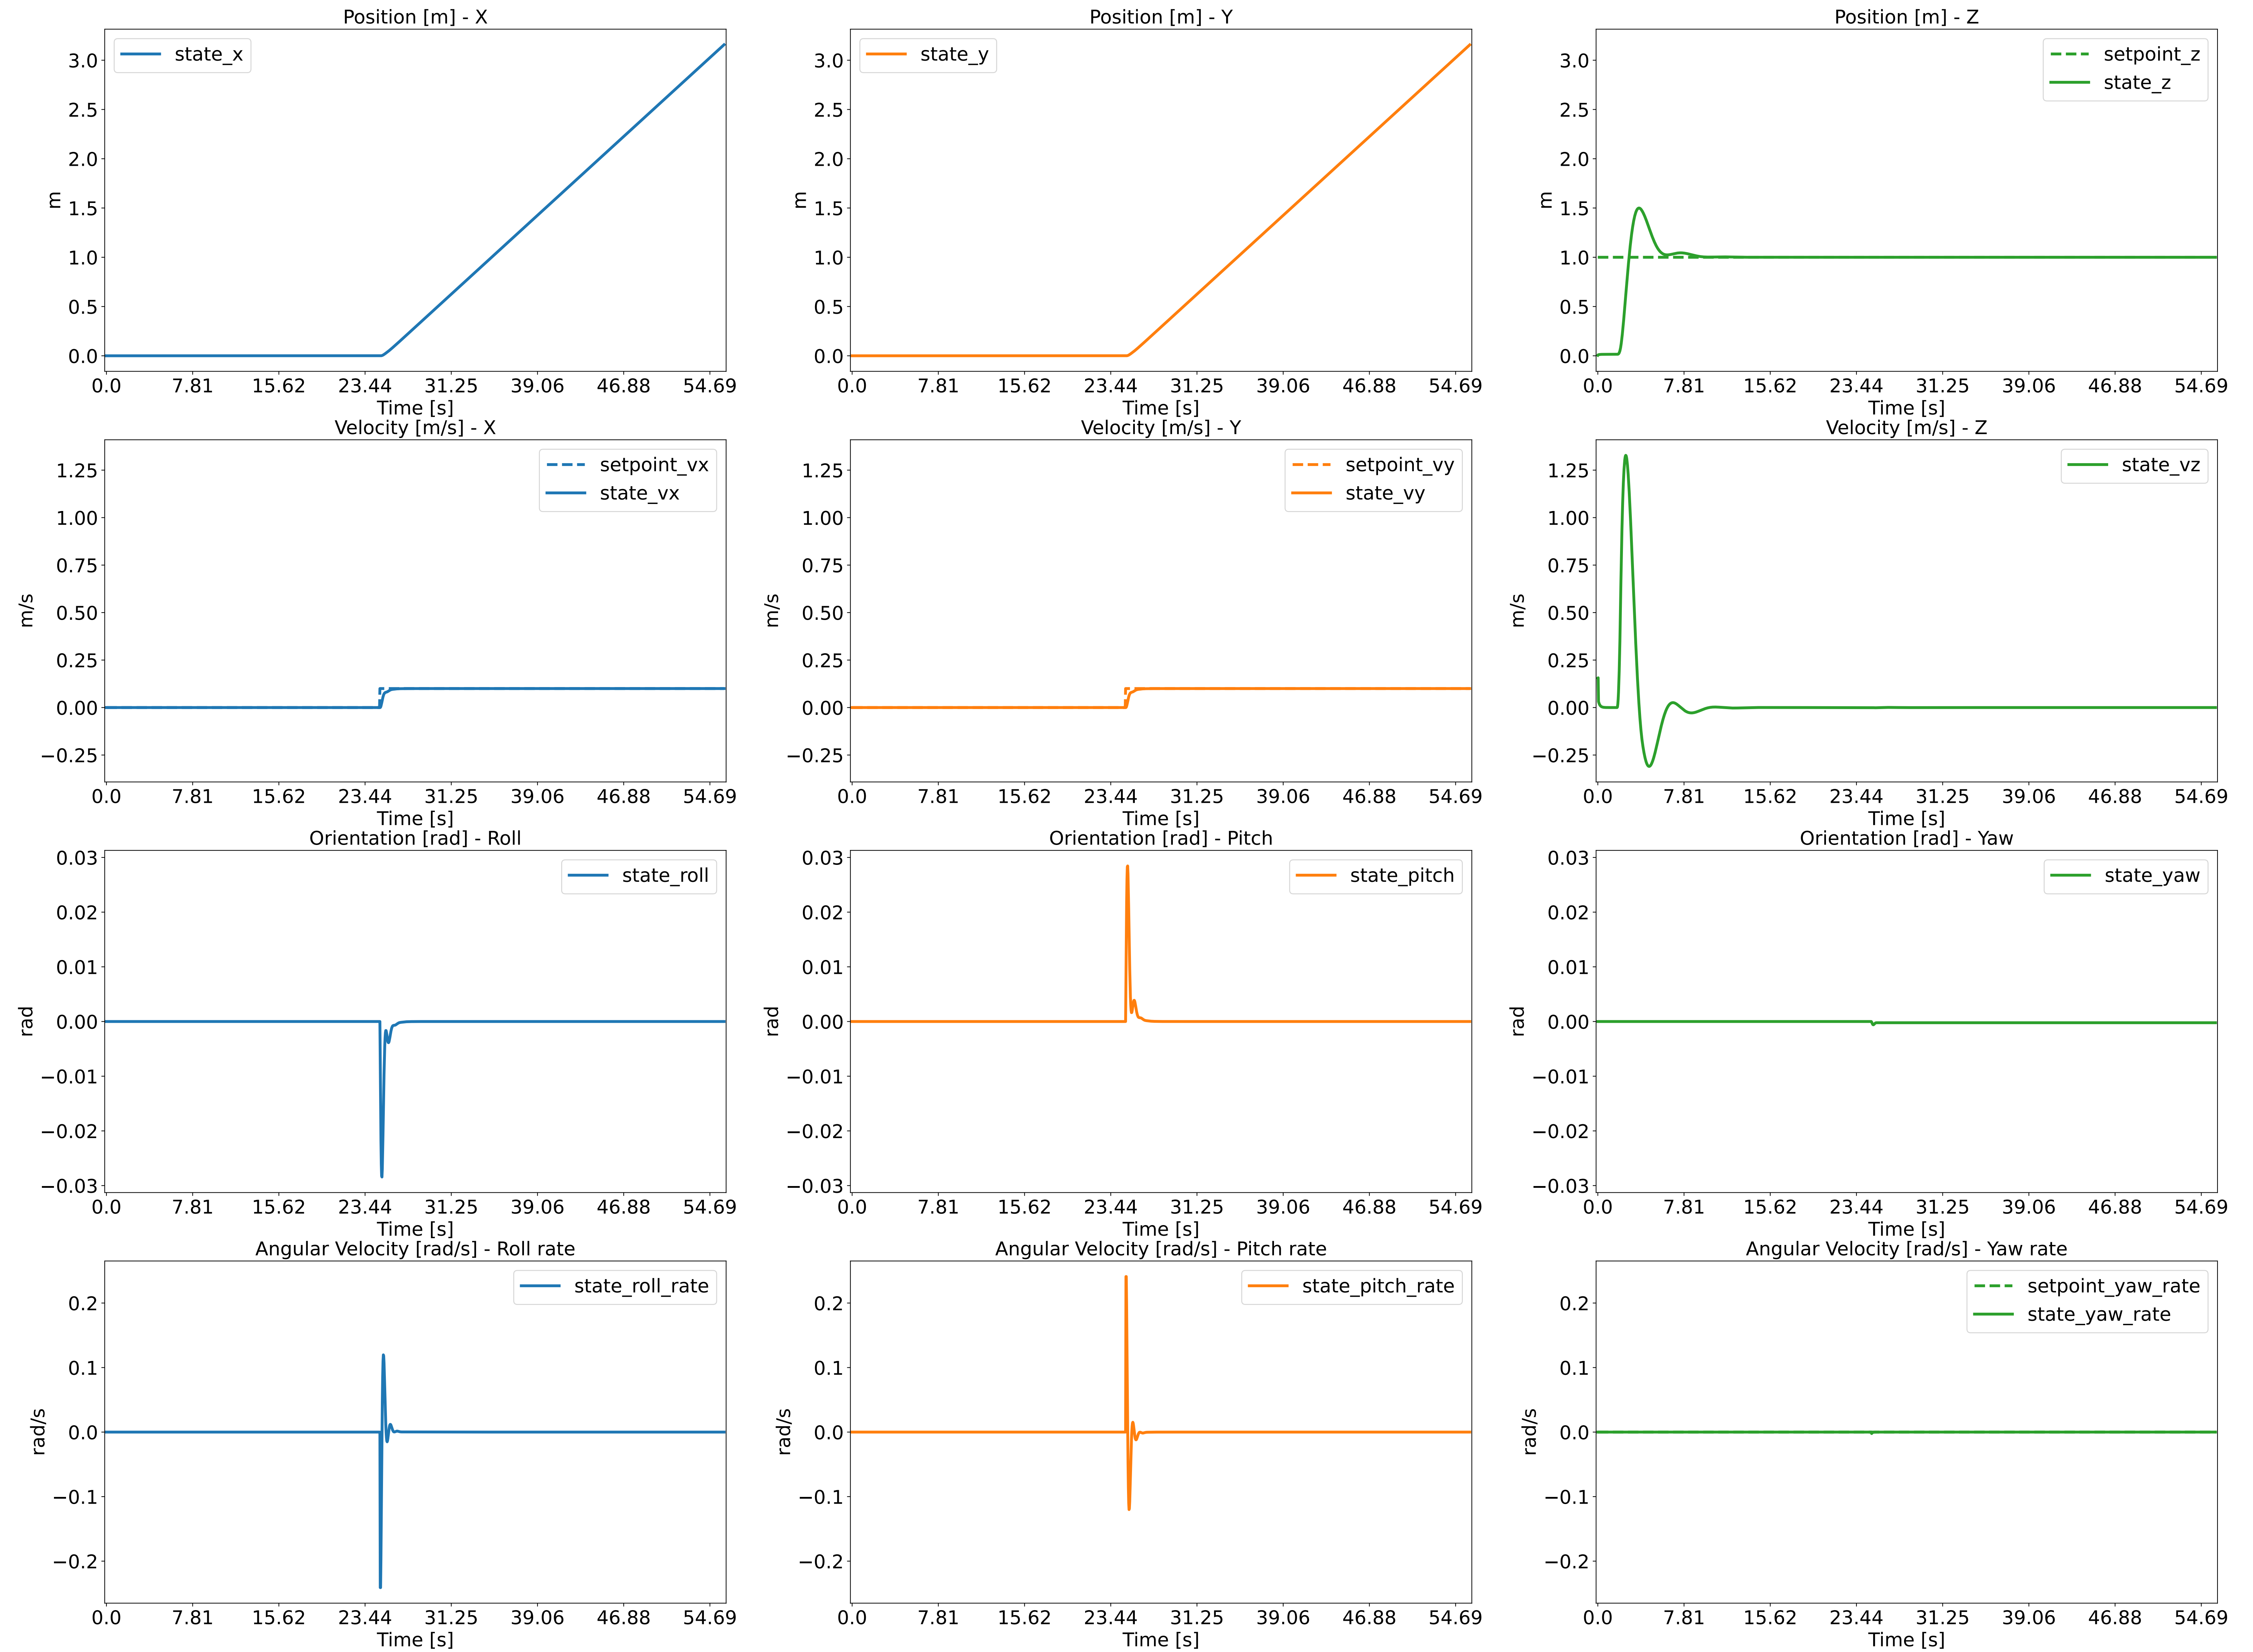 Position [m] - X
state_x
3.0
2.5
2.0
1.5
1.0
0.5
0.0
m
0.0 7.81 15.62 23.44 31.25 39.06 46.88 54.69
Time [s]
Position [m] - Y
state_y
3.0
2.5
2.0
1.5
1.0
0.5
0.0
m
0.0 7.81 15.62 23.44 31.25 39.06 46.88 54.69
Time [s]
Position [m] - Z
setpoint_z
state_z
3.0
2.5
2.0
1.5
1.0
0.5
0.0
m
0.0 7.81 15.62 23.44 31.25 39.06 46.88 54.69
Time [s]
Velocity [m/s] - X
setpoint_vx
state_vx
1.25
1.00
0.75
0.50
0.25
0.00
−0.25
m/s
0.0 7.81 15.62 23.44 31.25 39.06 46.88 54.69
Time [s]
Velocity [m/s] - Y
setpoint_vy
state_vy
1.25
1.00
0.75
0.50
0.25
0.00
−0.25
m/s
0.0 7.81 15.62 23.44 31.25 39.06 46.88 54.69
Time [s]
Velocity [m/s] - Z
state_vz
1.25
1.00
0.75
0.50
0.25
0.00
−0.25
m/s
0.0 7.81 15.62 23.44 31.25 39.06 46.88 54.69
Time [s]
Orientation [rad] - Roll
state_roll
0.03
0.02
0.01
0.00
−0.01
−0.02
−0.03
rad
0.0 7.81 15.62 23.44 31.25 39.06 46.88 54.69
Time [s]
Orientation [rad] - Pitch
state_pitch
0.03
0.02
0.01
0.00
−0.01
−0.02
−0.03
rad
0.0 7.81 15.62 23.44 31.25 39.06 46.88 54.69
Time [s]
Orientation [rad] - Yaw
state_yaw
0.03
0.02
0.01
0.00
−0.01
−0.02
−0.03
rad
0.0 7.81 15.62 23.44 31.25 39.06 46.88 54.69
Time [s]
Angular Velocity [rad/s] - Roll rate
state_roll_rate
0.2
0.1
0.0
−0.1
−0.2
rad/s
0.0 7.81 15.62 23.44 31.25 39.06 46.88 54.69
Time [s]
Angular Velocity [rad/s] - Pitch rate
state_pitch_rate
0.2
0.1
0.0
−0.1
−0.2
rad/s
0.0 7.81 15.62 23.44 31.25 39.06 46.88 54.69
Time [s]
Angular Velocity [rad/s] - Yaw rate
setpoint_yaw_rate
state_yaw_rate
0.2
0.1
0.0
−0.1
−0.2
rad/s
0.0 7.81 15.62 23.44 31.25 39.06 46.88 54.69
Time [s]